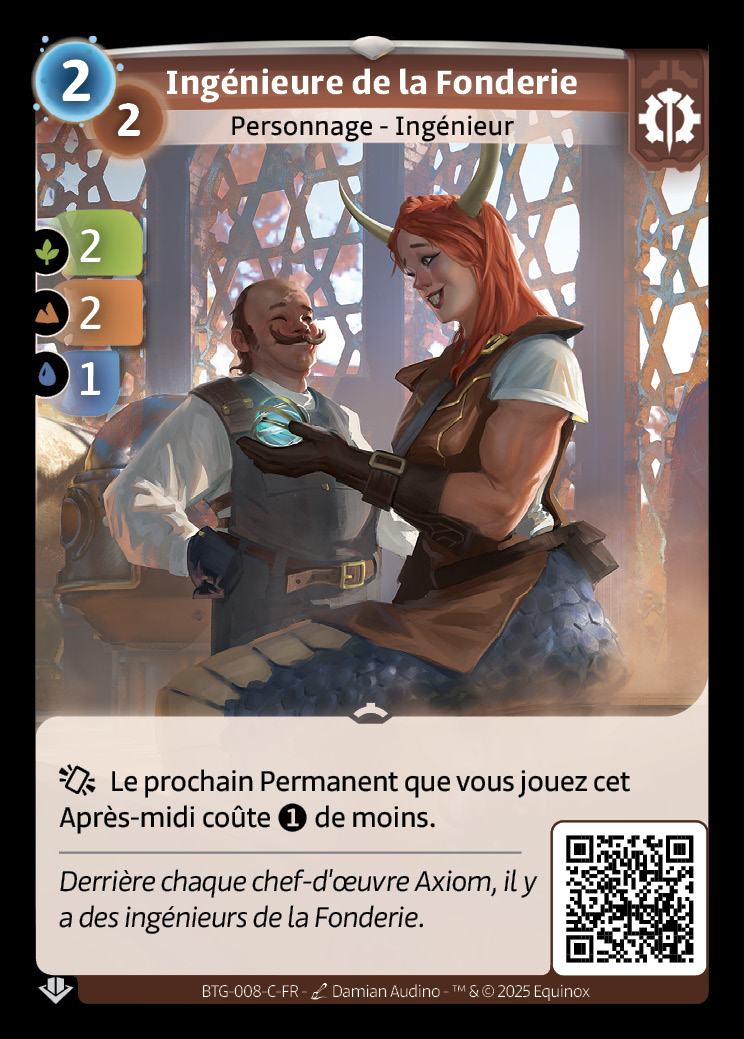 2
2
Ingénieure de la Fonderie
Personnage - Ingénieur
2
2
1
Le prochain Permanent que vous jouez cet
Après-midi coûte 1 de moins.
Derrière chaque chef-d'œuvre Axiom, il y
a des ingénieurs de la Fonderie.
BTG-008-C-FR - Damian Audino - ™ & © 2025 Equinox